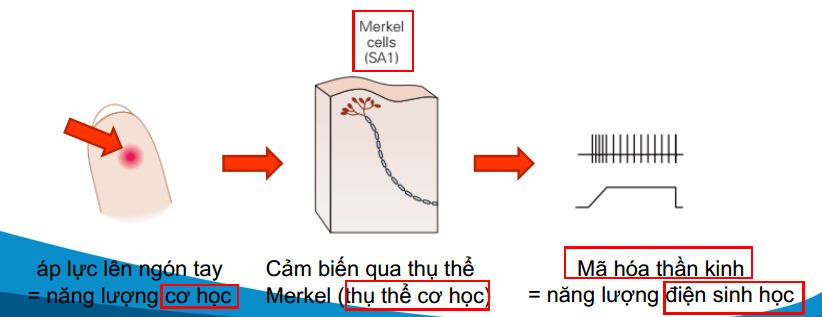 Merkel
cells
(SA1)
áp lực lên ngón tay
= năng lượng cơ học
Cảm biến qua thụ thể
Merkel (thụ thể cơ học)
Mã hóa thần kinh
= năng lượng điện sinh học